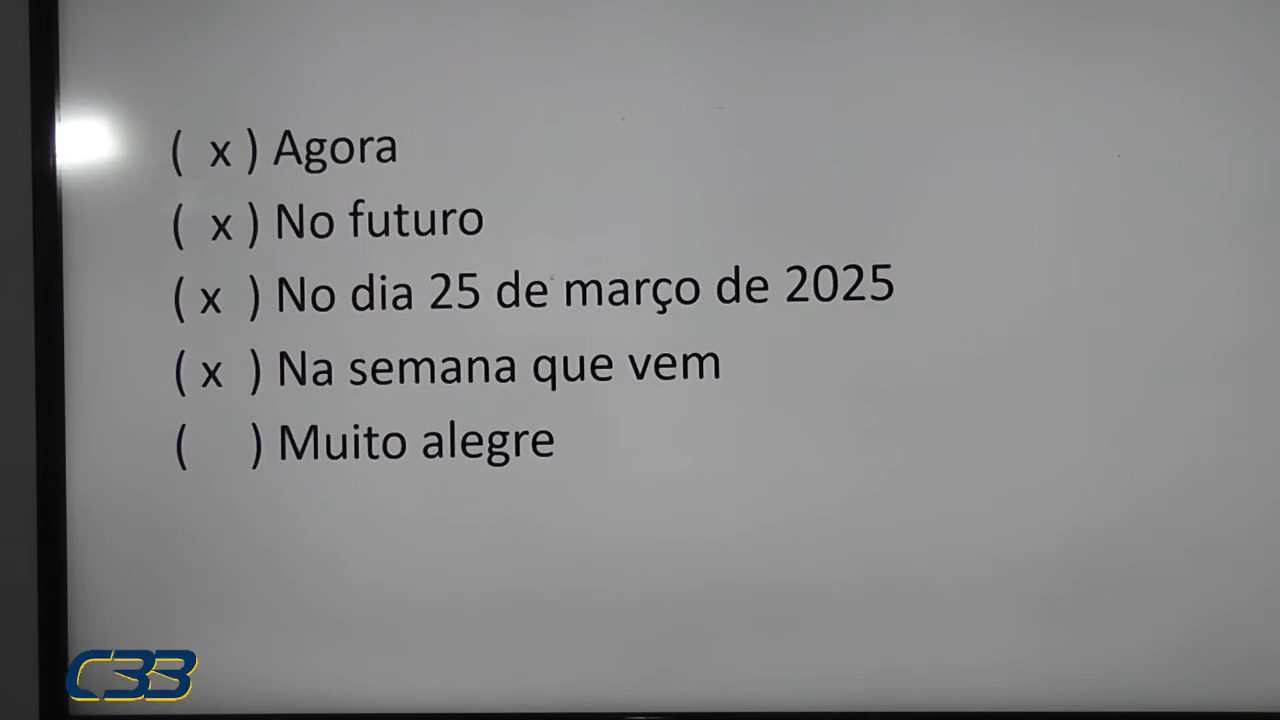 ( x ) Agora
( x ) No futuro
( x ) No dia 25 de março de 2025
( x ) Na semana que vem
( ) Muito alegre
C33